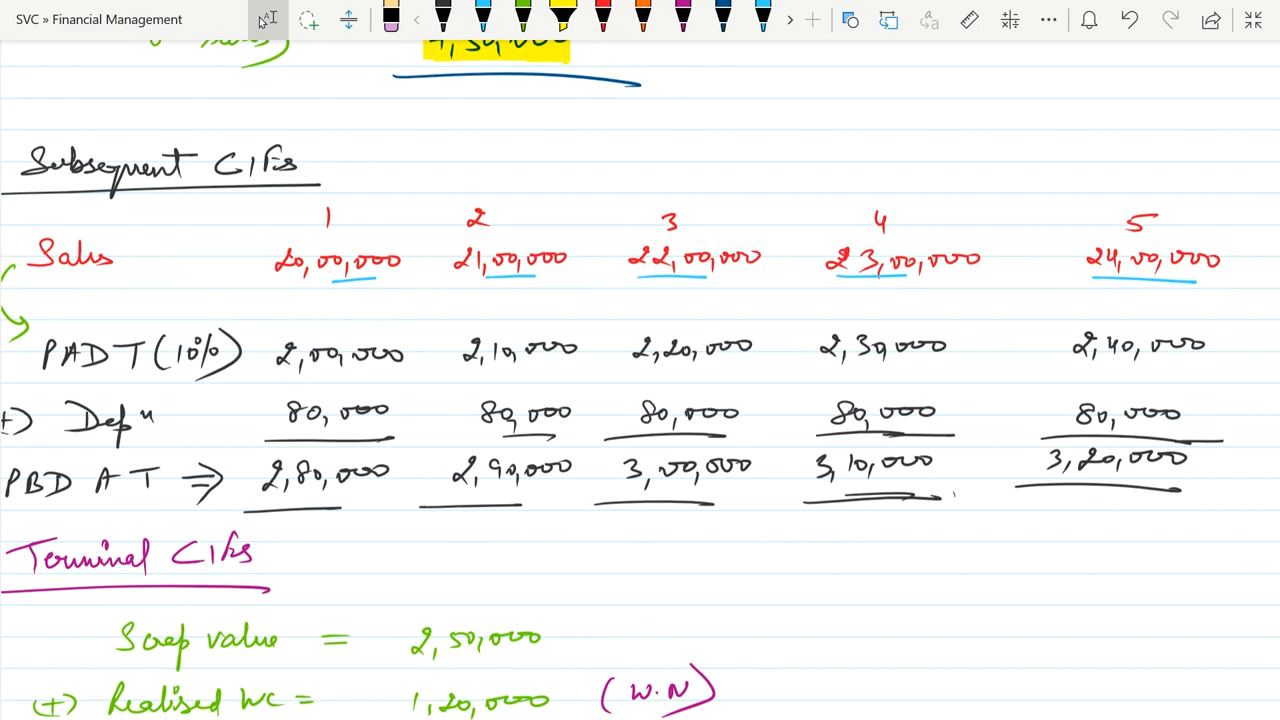 SVC » Financial Management
Subsequent CIFs
1 2 3 4 5
Sales 20,00,000 21,00,000 22,00,000 23,00,000 24,00,000
PADT (10%) 2,00,000 2,10,000 2,20,000 2,30,000 2,40,000
(+) Depn 80,000 80,000 80,000 80,000 80,000
PBD AT ⇒ 2,80,000 2,90,000 3,00,000 3,10,000 3,20,000
Terminal CIFs
Scrap value = 2,50,000
(+) Realised WC = 1,20,000 (W.N)